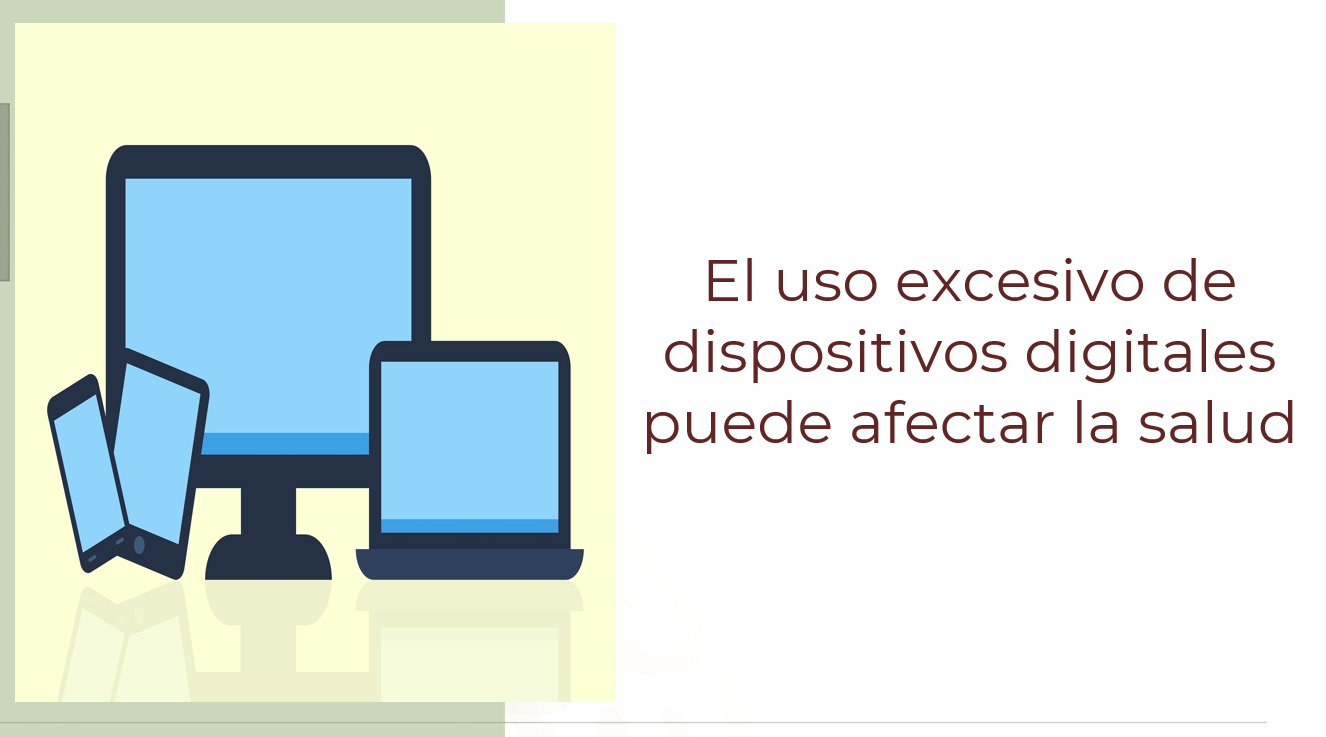 El uso excesivo de
dispositivos digitales
puede afectar la salud